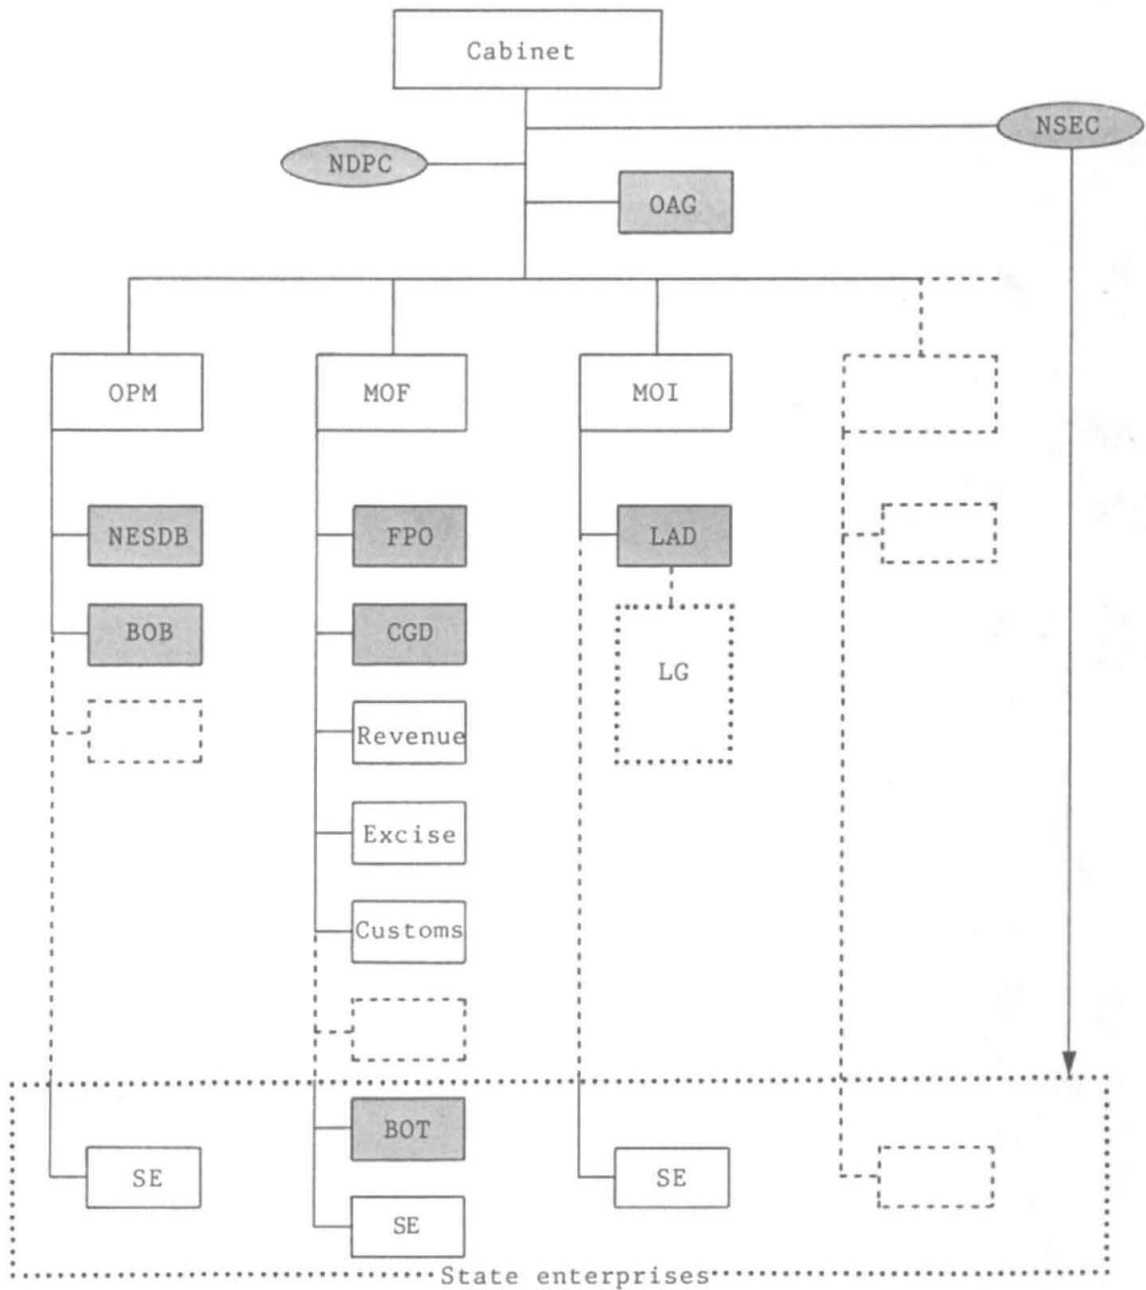 Cabinet
NSEC
NDPC
OAG
OPM
MOF
MOI
NESDB
FPO
LAD
BOB
CGD
LG
Revenue
Excise
Customs
BOT
SE
SE
SE
State enterprises